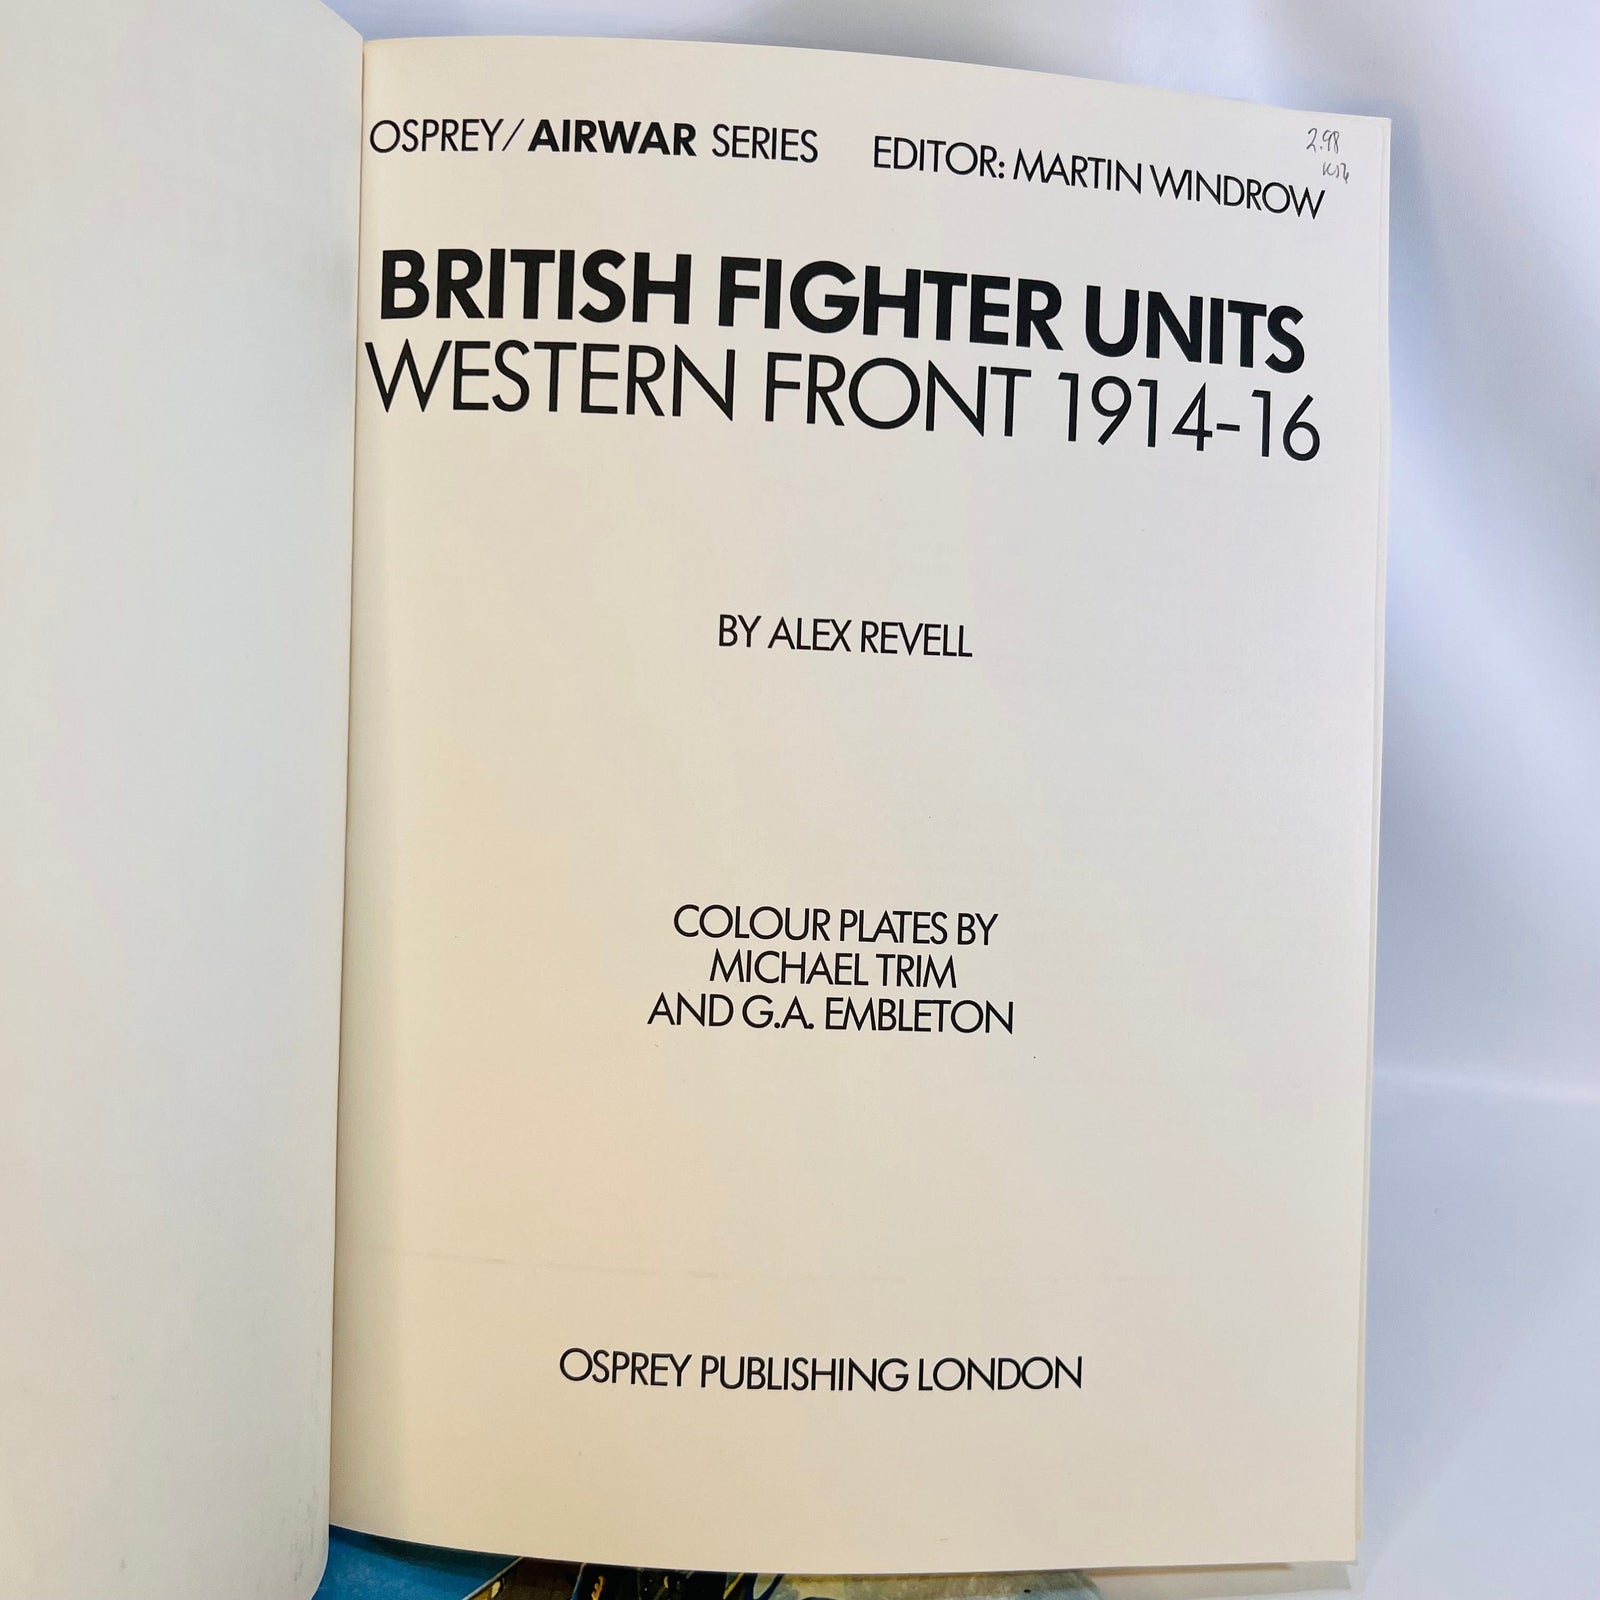 OSPREY/AIRWAR SERIES EDITOR: MARTIN WINDROW
2.98
BRITISH FIGHTER UNITS
WESTERN FRONT 1914-16
BY ALEX REVELL
COLOUR PLATES BY
MICHAEL TRIM
AND G.A. EMBLETON
OSPREY PUBLISHING LONDON